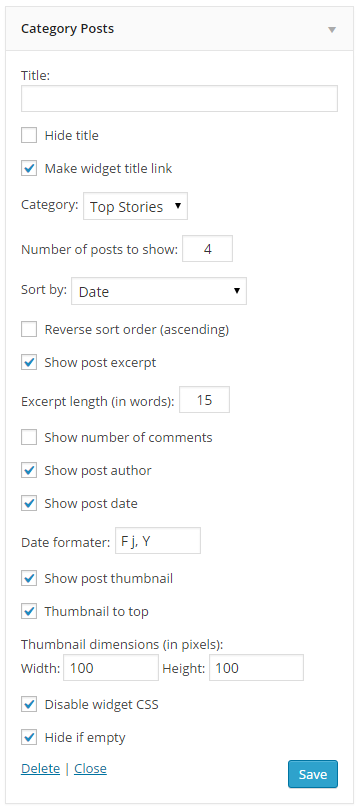 Category Posts
Title:
Hide title
Make widget title link
Category: Top Stories
Number of posts to show: 4
Sort by: Date
Reverse sort order (ascending)
Show post excerpt
Excerpt length (in words): 15
Show number of comments
Show post author
Show post date
Date formater: F j, Y
Show post thumbnail
Thumbnail to top
Thumbnail dimensions (in pixels):
Width: 100 Height: 100
Disable widget CSS
Hide if empty
Delete | Close Save